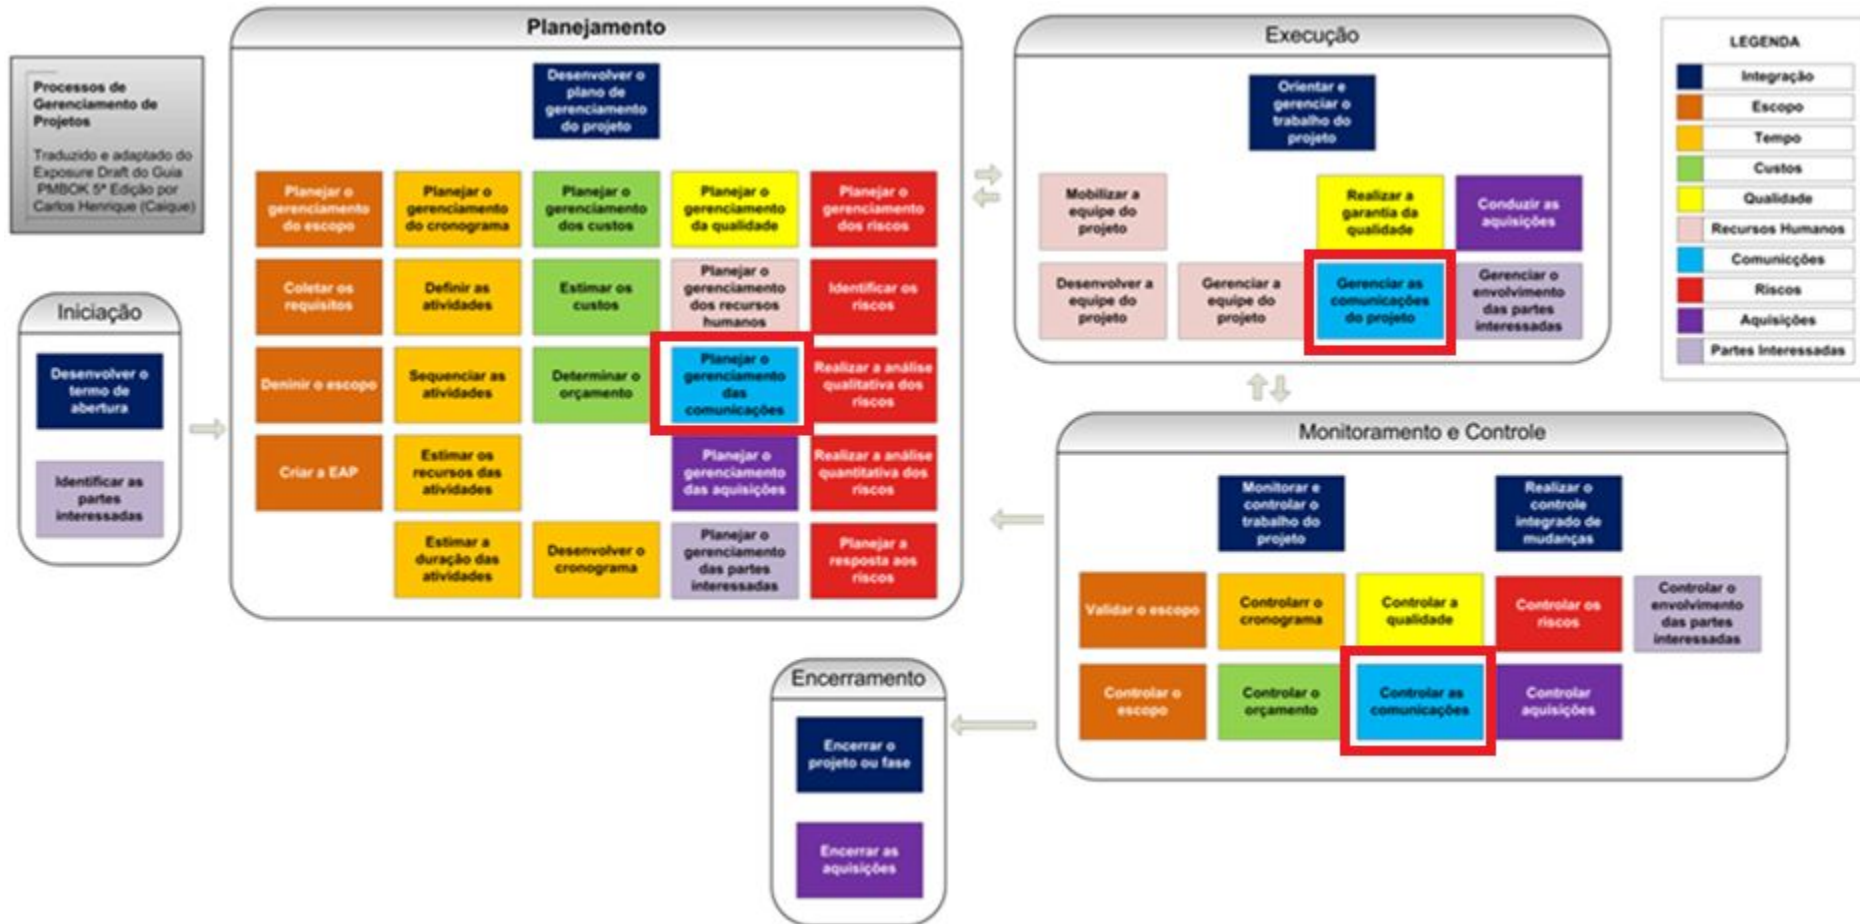 Processos de
Gerenciamento de
Projetos
Traduzido e adaptado do
Exposure Draft do Guia
PMBOK 5ª Edição por
Carlos Henrique (Caique)
Iniciação
Desenvolver o
termo de
abertura
Identificar as
partes
interessadas
Planejamento
Desenvolver o
plano de
gerenciamento
do projeto
Planejar o
gerenciamento
do escopo
Planejar o
gerenciamento
do cronograma
Planejar o
gerenciamento
dos custos
Planejar o
gerenciamento
da qualidade
Planejar o
gerenciamento
dos riscos
Coletar os
requisitos
Definir as
atividades
Estimar os
custos
Planejar o
gerenciamento
dos recursos
humanos
Identificar os
riscos
Deninir o escopo
Sequenciar as
atividades
Determinar o
orçamento
Planejar o
gerenciamento
das
comunicações
Realizar a análise
qualitativa dos
riscos
Criar a EAP
Estimar os
recursos das
atividades
Planejar o
gerenciamento
das aquisições
Realizar a análise
quantitativa dos
riscos
Estimar a
duração das
atividades
Desenvolver o
cronograma
Planejar o
gerenciamento
das partes
interessadas
Planejar a
resposta aos
riscos
Execução
Orientar e
gerenciar o
trabalho do
projeto
Mobilizar a
equipe do
projeto
Realizar a
garantia da
qualidade
Conduzir as
aquisições
Desenvolver a
equipe do
projeto
Gerenciar a
equipe do
projeto
Gerenciar as
comunicações
do projeto
Gerenciar o
envolvimento
das partes
interessadas
Monitoramento e Controle
Monitorar e
controlar o
trabalho do
projeto
Realizar o
controle
integrado de
mudanças
Validar o escopo
Controlarr o
cronograma
Controlar a
qualidade
Controlar os
riscos
Controlar o
envolvimento
das partes
interessadas
Controlar o
escopo
Controlar o
orçamento
Controlar as
comunicações
Controlar
aquisições
Encerramento
Encerrar o
projeto ou fase
Encerrar as
aquisições
LEGENDA
Integração
Escopo
Tempo
Custos
Qualidade
Recursos Humanos
Comunicções
Riscos
Aquisições
Partes Interessadas